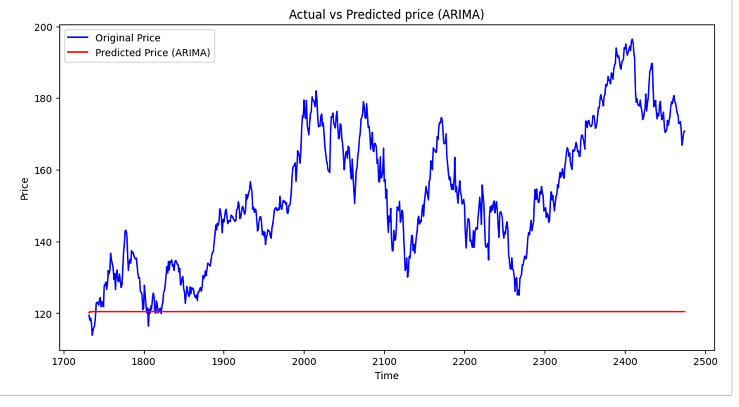 Actual vs Predicted price (ARIMA)
Original Price
Predicted Price (ARIMA)
Price
200
180
160
140
120
1700 1800 1900 2000 2100 2200 2300 2400 2500
Time